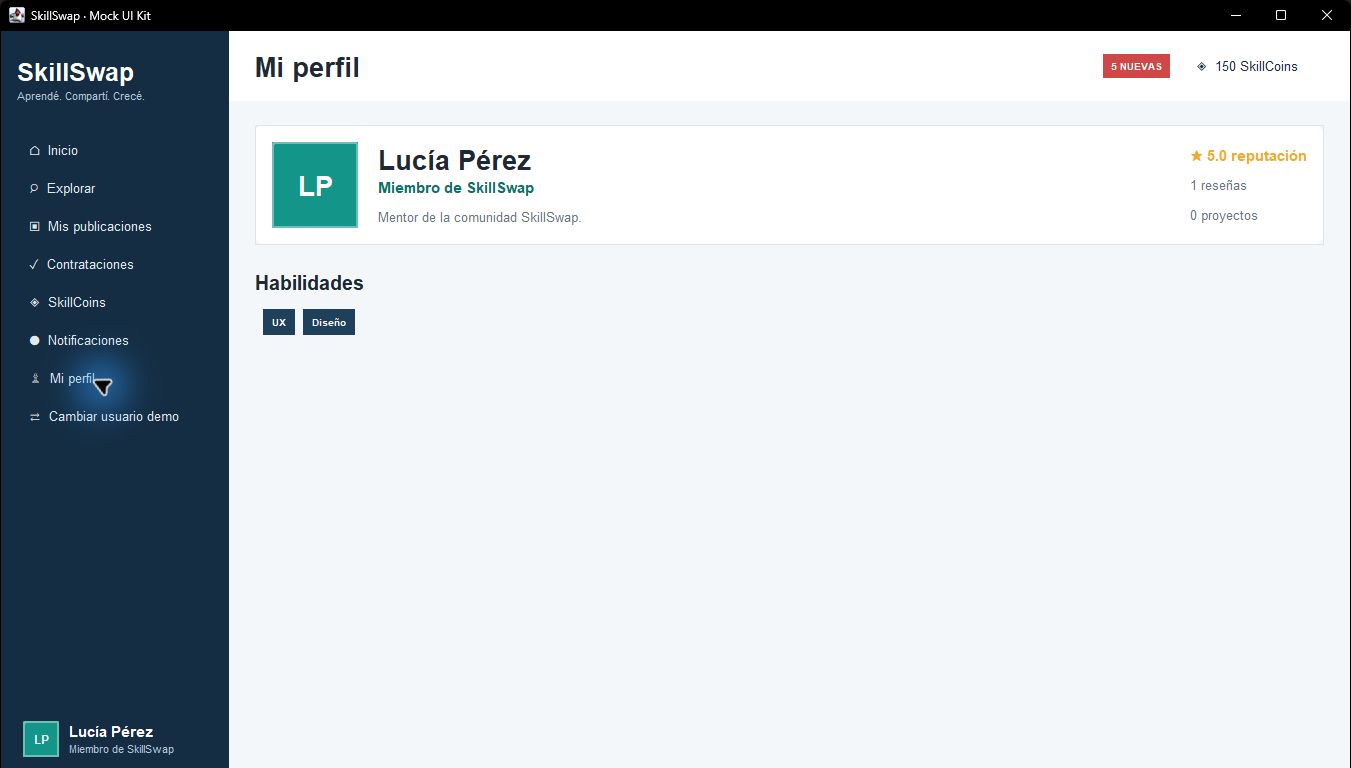 SkillSwap · Mock UI Kit
SkillSwap
Aprendé. Compartí. Crecé.
Inicio
Explorar
Mis publicaciones
Contrataciones
SkillCoins
Notificaciones
Mi perfil
Cambiar usuario demo
LP
Lucía Pérez
Miembro de SkillSwap
Mi perfil
5 NUEVAS
150 SkillCoins
LP
Lucía Pérez
Miembro de SkillSwap
Mentor de la comunidad SkillSwap.
★ 5.0 reputación
1 reseñas
0 proyectos
Habilidades
UX
Diseño